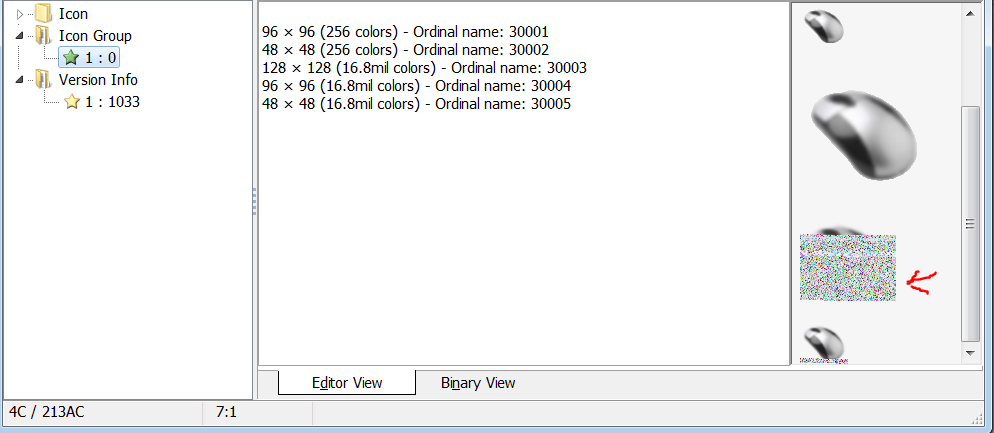 Icon
Icon Group
1 : 0
Version Info
1 : 1033
96 × 96 (256 colors) - Ordinal name: 30001
48 × 48 (256 colors) - Ordinal name: 30002
128 × 128 (16.8mil colors) - Ordinal name: 30003
96 × 96 (16.8mil colors) - Ordinal name: 30004
48 × 48 (16.8mil colors) - Ordinal name: 30005
Editor View
Binary View
4C / 213AC
7:1